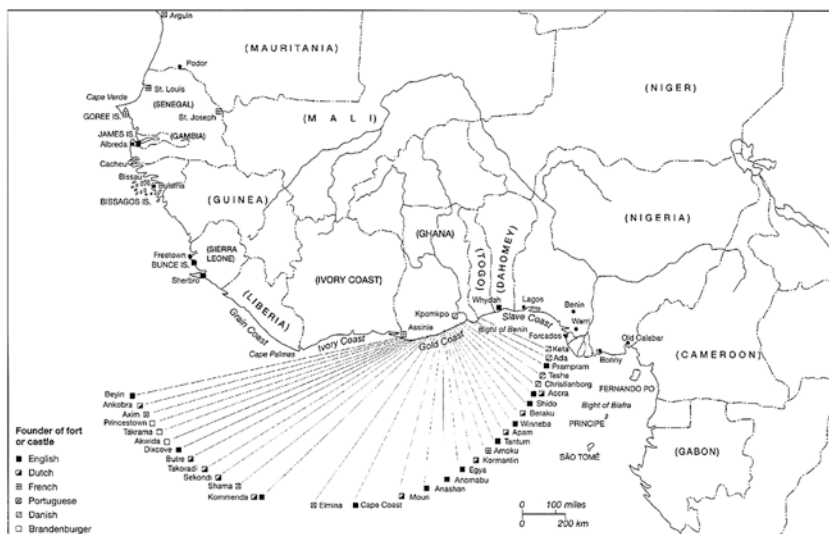 Arguin
(MAURITANIA)
Podor
St. Louis
Cape Verde
(SENEGAL)
GOREE IS.
St. Joseph
(MALI)
(NIGER)
JAMES IS.
(GAMBIA)
Albreda
Cacheu
Bissau
Bulama
BISSAGOS IS.
(GUINEA)
(NIGERIA)
(GHANA)
(TOGO)
(DAHOMEY)
Freetown
(SIERRA
LEONE)
BUNCE IS.
Sherbro
(IVORY COAST)
(LIBERIA)
Grain Coast
Kpomkpo
Whydah
Lagos
Benin
Slave Coast
Warri
Assinia
Bight of Benin
Forcados
Old Calabar
Ivory Coast
Gold Coast
Cape Palmas
Bonny
(CAMEROON)
Keta
Ada
Prampram
Teshe
Christianborg
Accra
Shido
Beraku
Winneba
Apam
Tantum
Amoku
Kormantin
Egya
Anomabu
Anashan
Mouri
Cape Coast
Elmina
Kommenda
Shama
Sekondi
Takoradi
Butre
Dixcove
Akwida
Takrama
Princestown
Axim
Ankobra
Beyin
FERNANDO PO
Bight of Biafra
PRINCIPE
SÃO TOMÉ
(GABON)
Founder of fort
or castle
English
Dutch
French
Portuguese
Danish
Brandenburger
0 100 miles
0 200 km